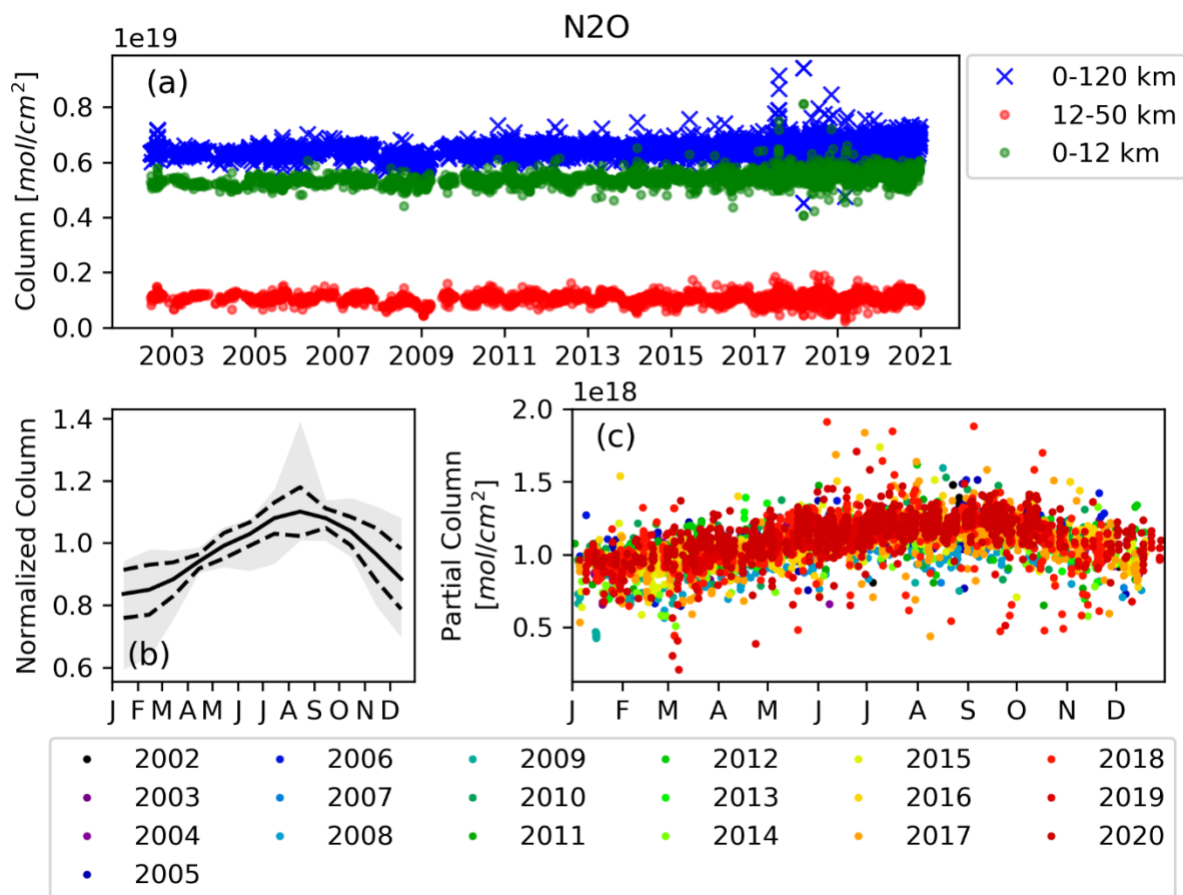 N2O
1e19
Column [mol/cm²]
(a)
0.8
0.6
0.4
0.2
0.0
2003 2005 2007 2009 2011 2013 2015 2017 2019 2021
0-120 km
12-50 km
0-12 km
Normalized Column
1.4
1.2
1.0
0.8
0.6
(b)
J F M A M J J A S O N D
1e18
Partial Column
[mol/cm²]
2.0
1.5
1.0
0.5
(c)
J F M A M J J A S O N D
2002 2006 2009 2012 2015 2018
2003 2007 2010 2013 2016 2019
2004 2008 2011 2014 2017 2020
2005